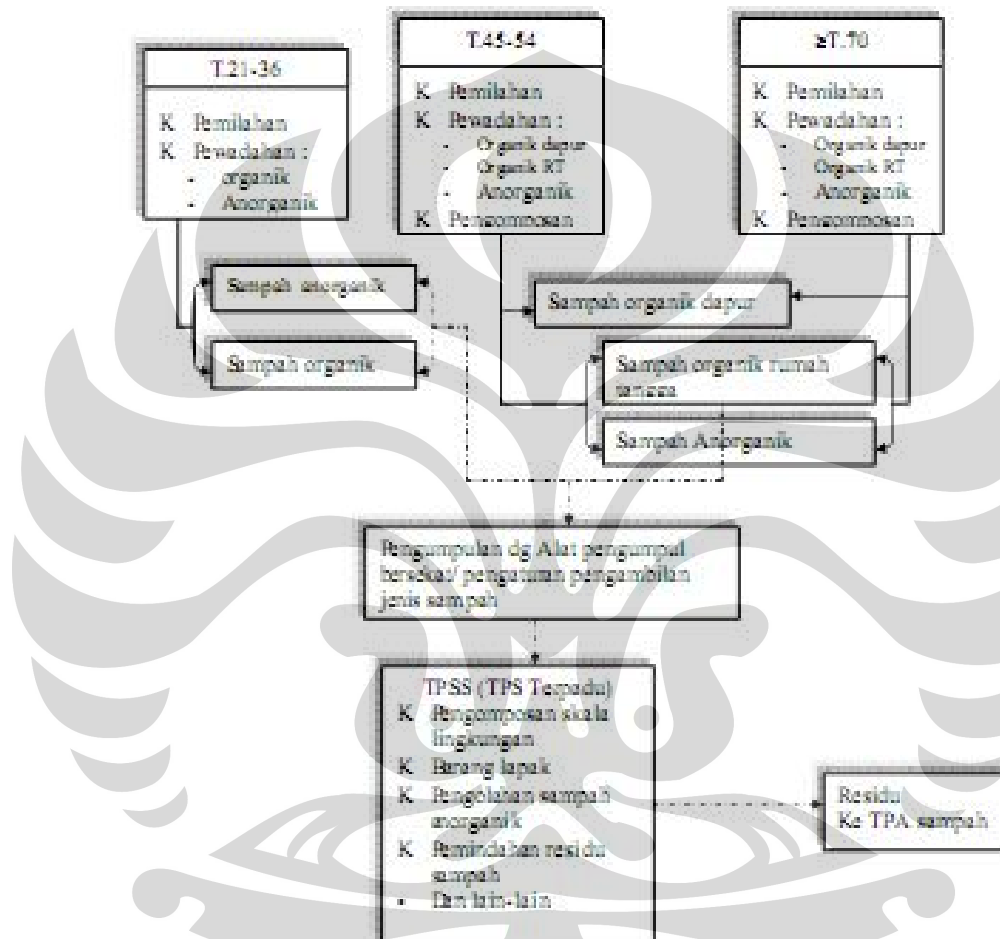 T.21-36
K Pemilahan
K Pewadahan :
- organik
- Anorganik
T.45-54
K Pemilahan
K Pewadahan :
- Organik dapur
- Organik RT
- Anorganik
K Pengomposan
≥T.70
K Pemilahan
K Pewadahan :
- Organik dapur
- Organik RT
- Anorganik
K Pengomposan
Sampah anorganik
Sampah organik
Sampah organik dapur
Sampah organik rumah
tangga
Sampah Anorganik
Pengumpulan dg Alat pengumpul
bersekat/ pengaturan pengambilan
jenis sampah
TPSS (TPS Terpadu)
K Pengomposan skala
lingkungan
K Barang lapak
K Pengolahan sampah
anorganik
K Pemindahan residu
sampah
- Dan lain-lain
Residu
Ke TPA sampah